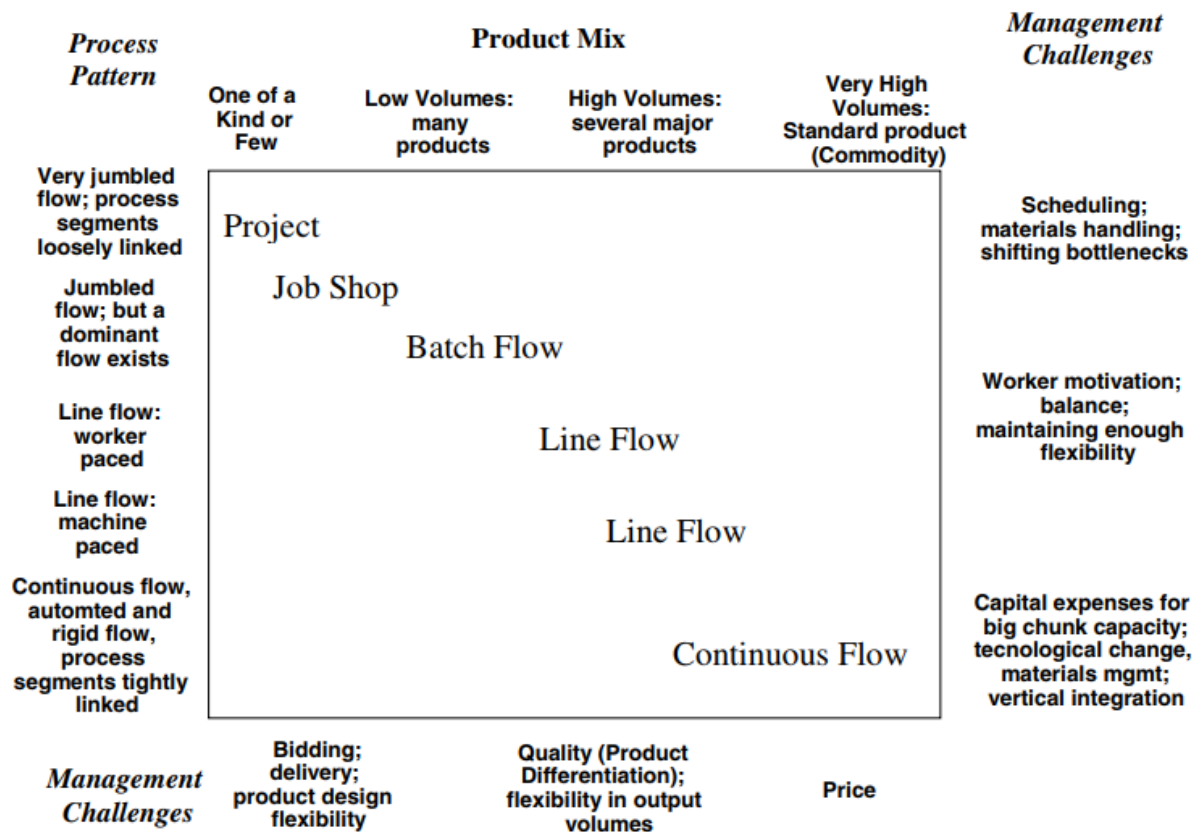 Process
Pattern
Product Mix
Management
Challenges
One of a
Kind or
Few
Low Volumes:
many
products
High Volumes:
several major
products
Very High
Volumes:
Standard product
(Commodity)
Very jumbled
flow; process
segments
loosely linked
Project
Scheduling;
materials handling;
shifting bottlenecks
Jumbled
flow; but a
dominant
flow exists
Job Shop
Batch Flow
Line flow:
worker
paced
Line Flow
Worker motivation;
balance;
maintaining enough
flexibility
Line flow:
machine
paced
Line Flow
Continuous flow,
automted and
rigid flow,
process
segments tightly
linked
Continuous Flow
Capital expenses for
big chunk capacity;
tecnological change,
materials mgmt;
vertical integration
Management
Challenges
Bidding;
delivery;
product design
flexibility
Quality (Product
Differentiation);
flexibility in output
volumes
Price